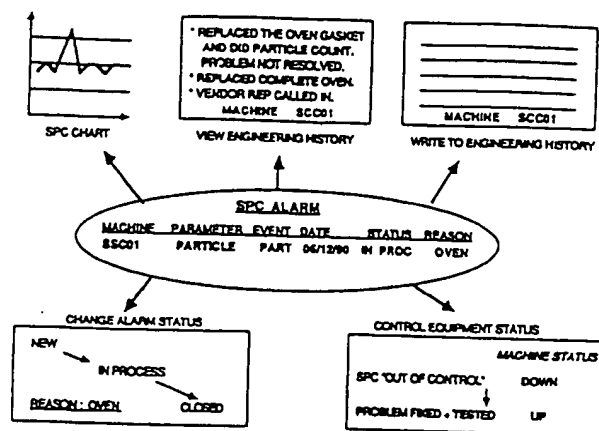 * REPLACED THE OVEN GASKET
AND DID PARTICLE COUNT.
PROBLEM NOT RESOLVED.
* REPLACED COMPLETE OVEN.
* VENDOR REP CALLED IN.
MACHINE SCC01
MACHINE SCC01
SPC CHART
VIEW ENGINEERING HISTORY
WRITE TO ENGINEERING HISTORY
SPC ALARM
MACHINE PARAMETER EVENT DATE STATUS REASON
SSC01 PARTICLE PART 06/12/90 IN PROC OVEN
CHANGE ALARM STATUS
NEW
IN PROCESS
REASON : OVEN CLOSED
CONTROL EQUIPMENT STATUS
MACHINE STATUS
SPC "OUT OF CONTROL" DOWN
PROBLEM FIXED + TESTED UP